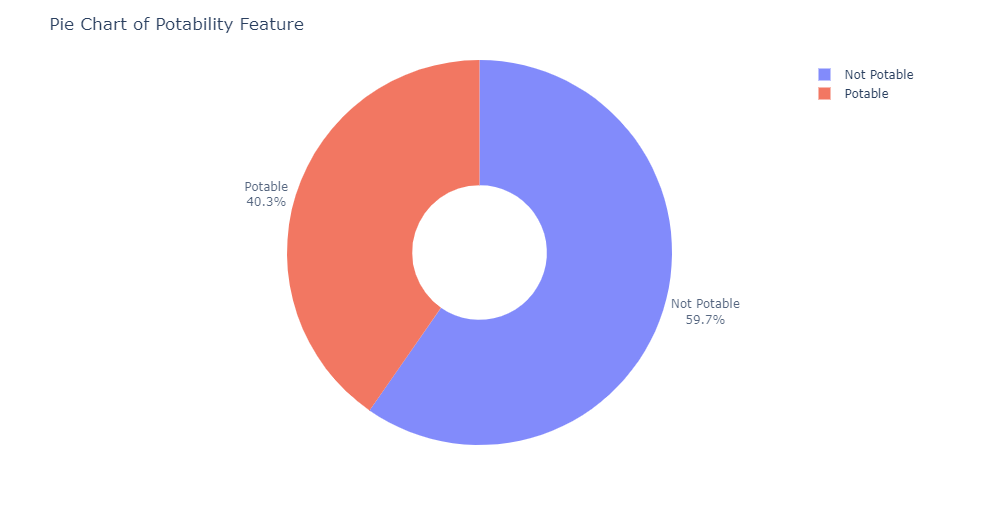 Pie Chart of Potability Feature
Not Potable
Potable
Potable
40.3%
Not Potable
59.7%